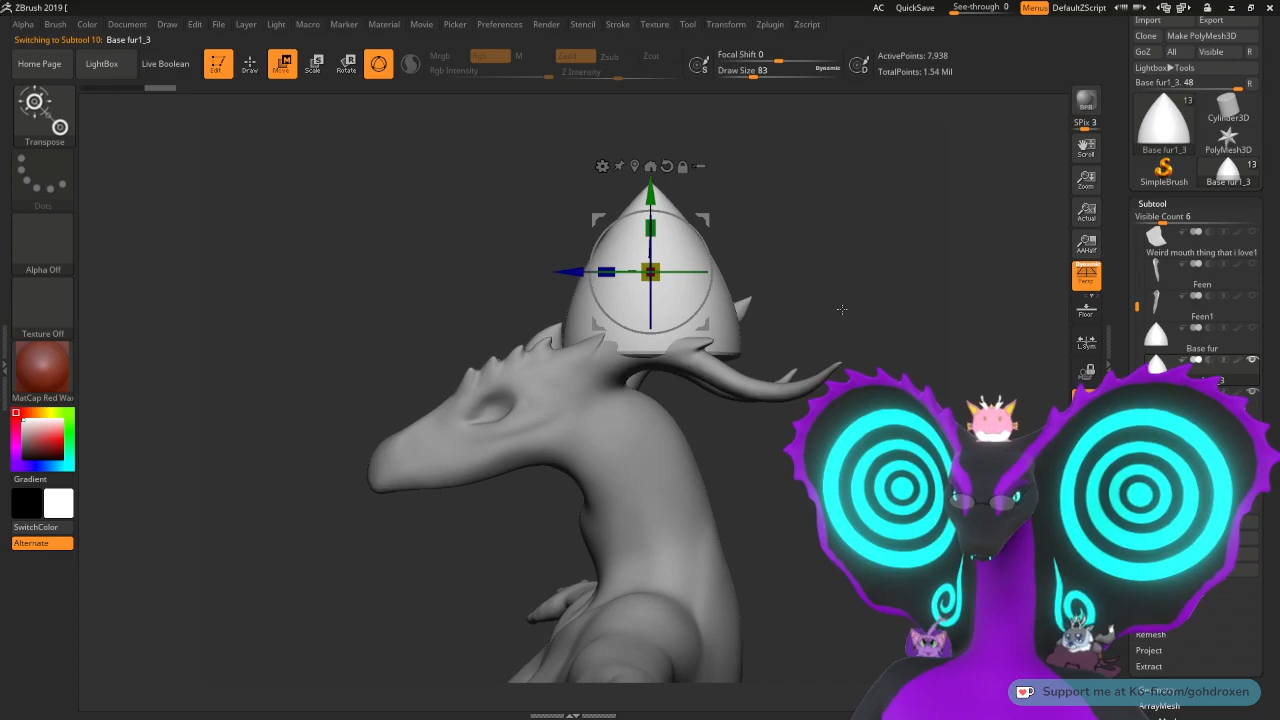 ZBrush 2019 [
AC QuickSave See-through 0 Menus DefaultZScript
Alpha Brush Color Document Draw Edit File Layer Light Macro Marker Material Movie Picker Preferences Render Stencil Stroke Texture Tool Transform Zplugin Zscript
Switching to Subtool 10: Base fur1_3
Home Page LightBox Live Boolean Edit Draw Move Scale Rotate
Mrgb Rgb M
Rgb Intensity
Zadd Zsub Zcut
Z Intensity
Focal Shift 0
Draw Size 83 Dynamic
ActivePoints: 7,938
TotalPoints: 1.54 Mil
Import Export
Clone Make PolyMesh3D
GoZ All Visible R
Lightbox▶Tools
Base fur1_3. 48 R
13
Cylinder3D
Base fur1_3 PolyMesh3D
13
SimpleBrush Base fur1_3
Subtool
Visible Count 6
Weird mouth thing that i love1
Feen
Feen1
Base fur
Remesh
Project
Extract
Geometry
ArrayMesh
Transpose
Dots
Alpha Off
Texture Off
MatCap Red Wax
Gradient
SwitchColor
Alternate
BPR
SPix 3
Scroll
Zoom
Actual
AAHalf
Dynamic
Persp
Floor
L.Sym
Support me at Ko-fi.com/gohdroxen